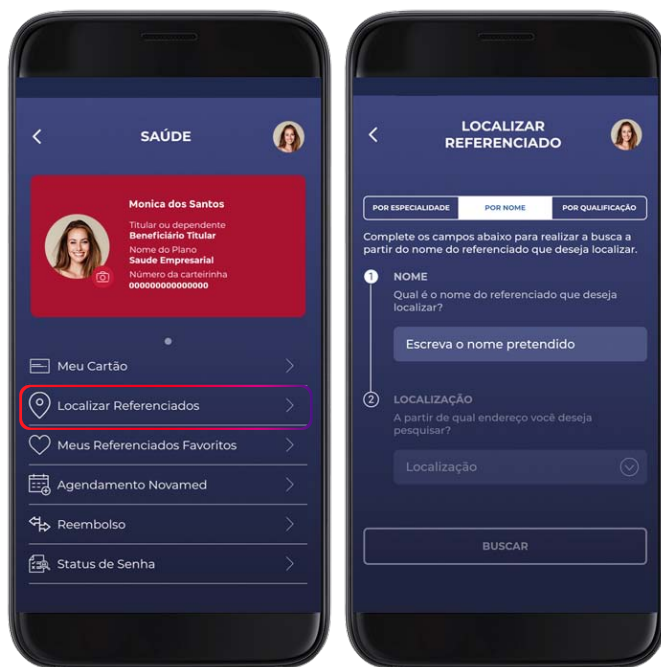 SAÚDE
Monica dos Santos
Titular ou dependente
Beneficiário Titular
Nome do Plano
Saude Empresarial
Número da carteirinha
000000000000000
Meu Cartão
Localizar Referenciados
Meus Referenciados Favoritos
Agendamento Novamed
Reembolso
Status de Senha
LOCALIZAR
REFERENCIADO
POR ESPECIALIDADE POR NOME POR QUALIFICAÇÃO
Complete os campos abaixo para realizar a busca a
partir do nome do referenciado que deseja localizar.
1 NOME
Qual é o nome do referenciado que deseja
localizar?
Escreva o nome pretendido
2 LOCALIZAÇÃO
A partir de qual endereço você deseja
pesquisar?
Localização
BUSCAR